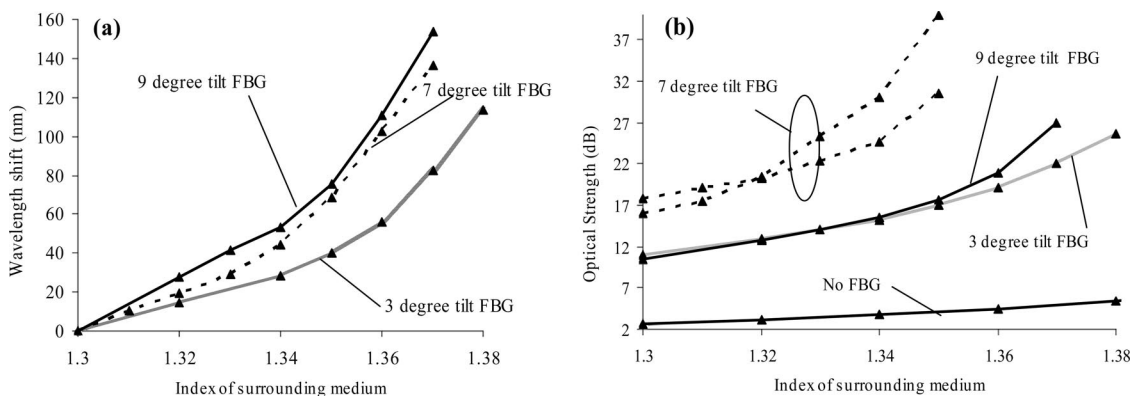 (a)
160
140
120
100
80
60
40
20
0
Wavelength shift (nm)
9 degree tilt FBG
7 degree tilt FBG
3 degree tilt FBG
1.3 1.32 1.34 1.36 1.38
Index of surrounding medium
(b)
37
32
27
22
17
12
7
2
Optical Strength (dB)
7 degree tilt FBG
9 degree tilt FBG
3 degree tilt FBG
No FBG
1.3 1.32 1.34 1.36 1.38
Index of surrounding medium